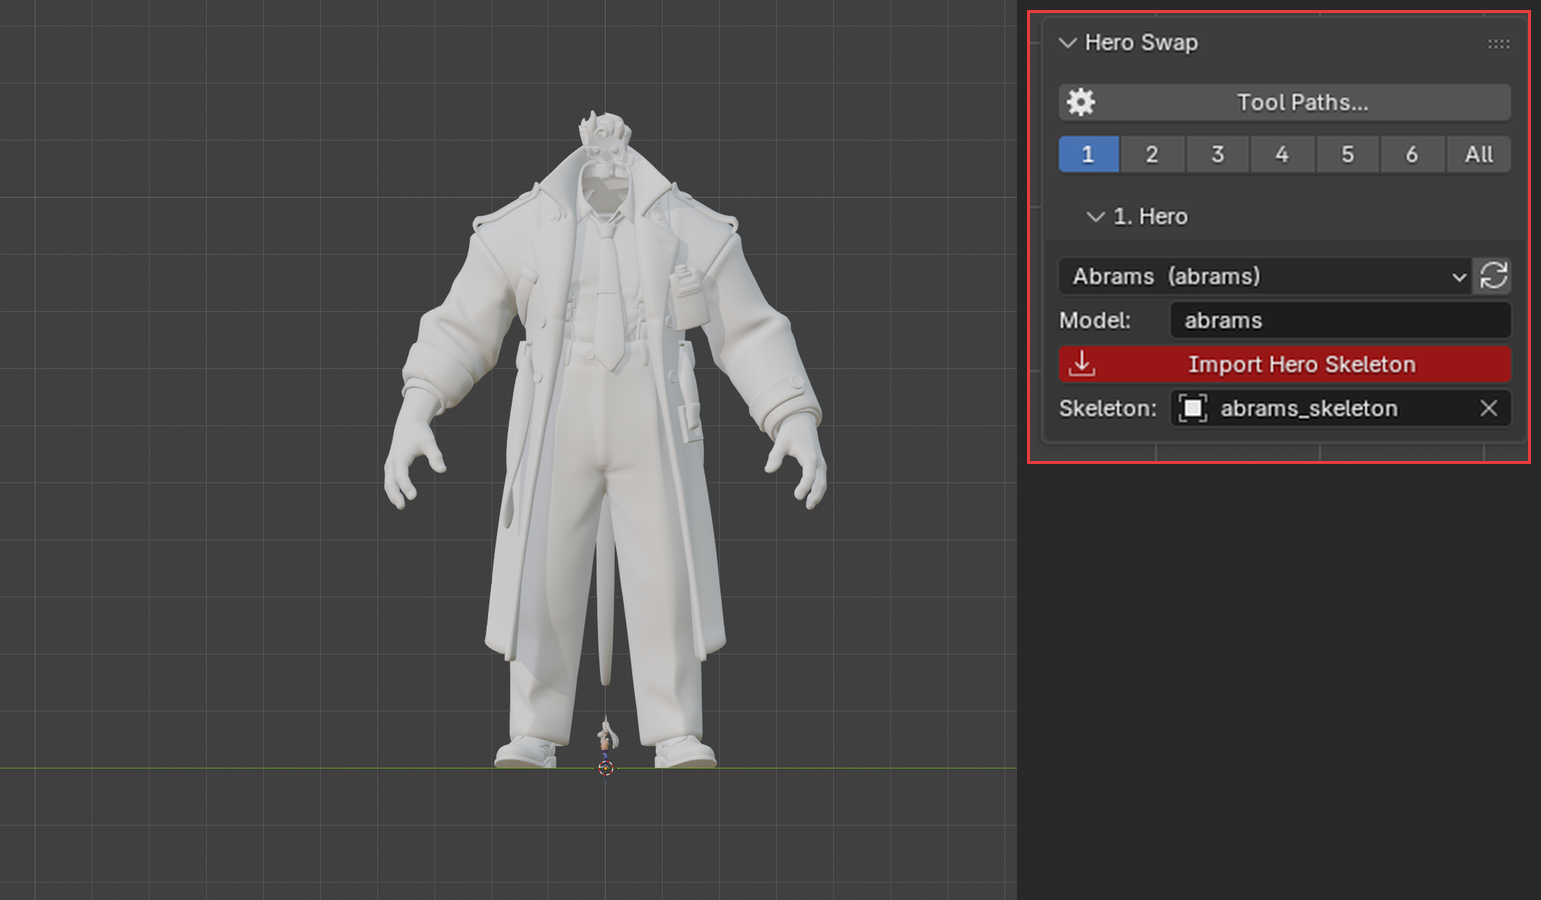 Hero Swap
Tool Paths...
1 2 3 4 5 6 All
1. Hero
Abrams (abrams)
Model: abrams
Import Hero Skeleton
Skeleton: abrams_skeleton